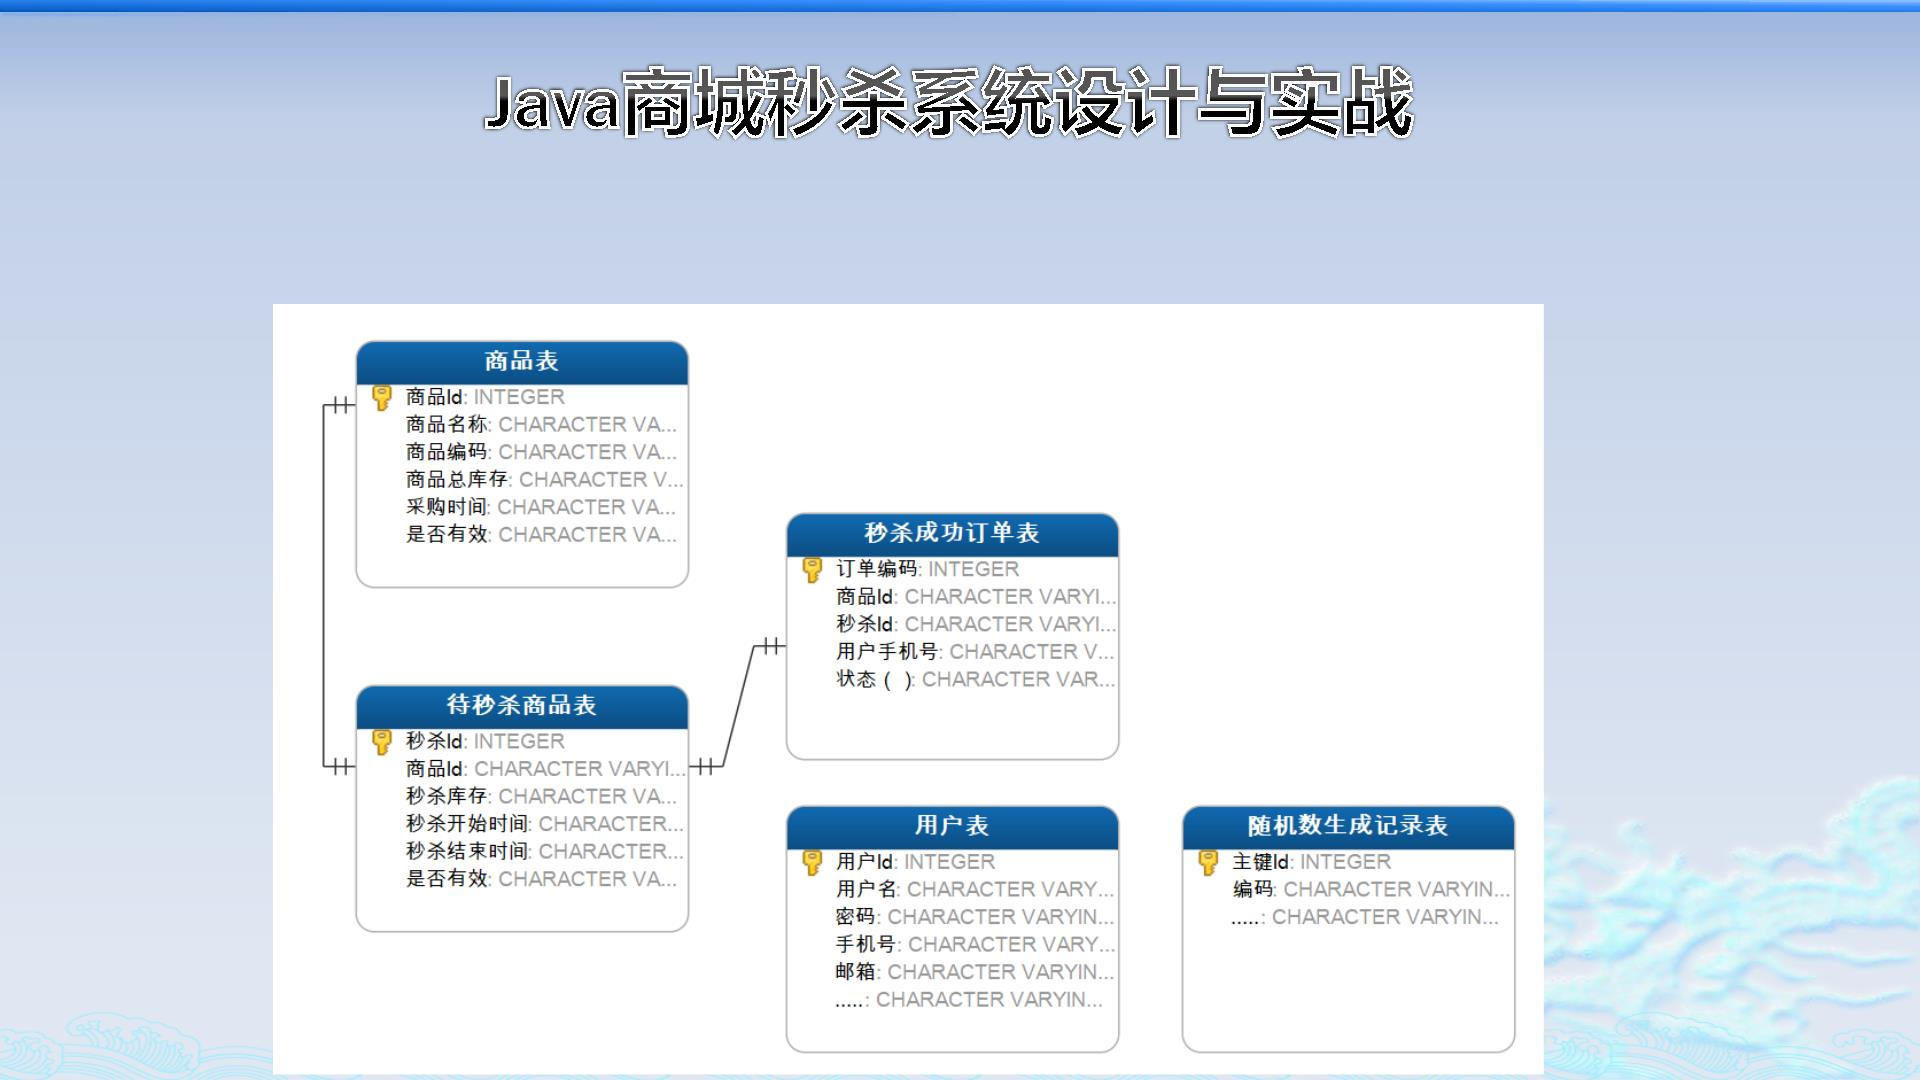 Java商城秒杀系统设计与实战
商品表
商品Id: INTEGER
商品名称: CHARACTER VA...
商品编码: CHARACTER VA...
商品总库存: CHARACTER V...
采购时间: CHARACTER VA...
是否有效: CHARACTER VA...
待秒杀商品表
秒杀Id: INTEGER
商品Id: CHARACTER VARYI...
秒杀库存: CHARACTER VA...
秒杀开始时间: CHARACTER...
秒杀结束时间: CHARACTER...
是否有效: CHARACTER VA...
秒杀成功订单表
订单编码: INTEGER
商品Id: CHARACTER VARYI...
秒杀Id: CHARACTER VARYI...
用户手机号: CHARACTER V...
状态 ( ): CHARACTER VAR...
用户表
用户Id: INTEGER
用户名: CHARACTER VARY...
密码: CHARACTER VARYIN...
手机号: CHARACTER VARY...
邮箱: CHARACTER VARYIN...
.....: CHARACTER VARYIN...
随机数生成记录表
主键Id: INTEGER
编码: CHARACTER VARYIN...
.....: CHARACTER VARYIN...